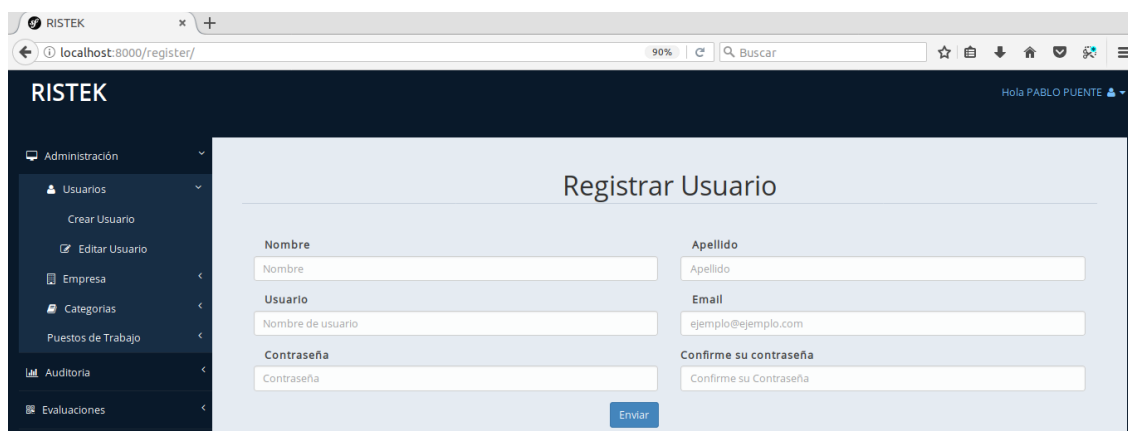 RISTEK
localhost:8000/register/
90%
Buscar
RISTEK
Hola PABLO PUENTE
Administración
Usuarios
Crear Usuario
Editar Usuario
Empresa
Categorias
Puestos de Trabajo
Auditoria
Evaluaciones
Registrar Usuario
Nombre
Apellido
Nombre
Apellido
Usuario
Email
Nombre de usuario
ejemplo@ejemplo.com
Contraseña
Confirme su contraseña
Contraseña
Confirme su Contraseña
Enviar